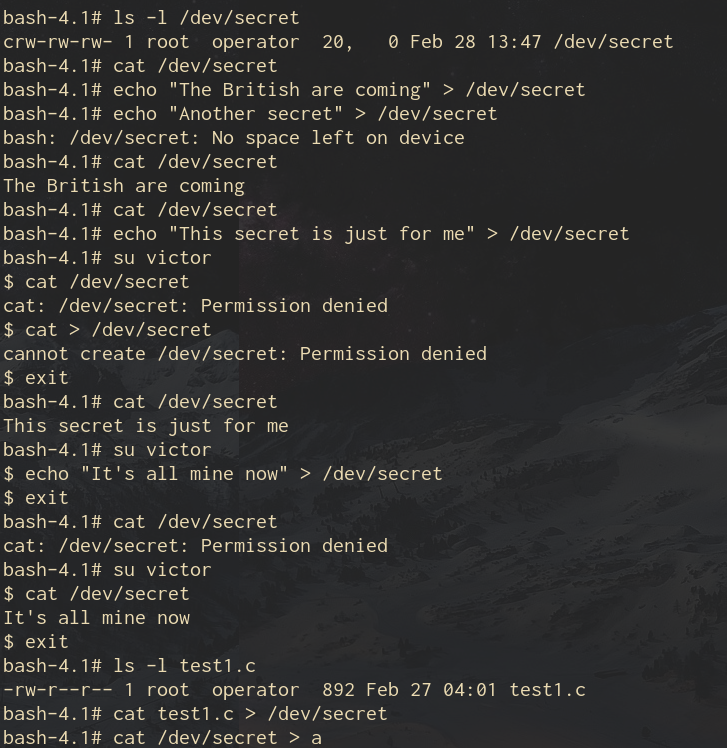 bash-4.1# ls -l /dev/secret
crw-rw-rw- 1 root  operator  20,   0 Feb 28 13:47 /dev/secret
bash-4.1# cat /dev/secret
bash-4.1# echo "The British are coming" > /dev/secret
bash-4.1# echo "Another secret" > /dev/secret
bash: /dev/secret: No space left on device
bash-4.1# cat /dev/secret
The British are coming
bash-4.1# cat /dev/secret
bash-4.1# echo "This secret is just for me" > /dev/secret
bash-4.1# su victor
$ cat /dev/secret
cat: /dev/secret: Permission denied
$ cat > /dev/secret
cannot create /dev/secret: Permission denied
$ exit
bash-4.1# cat /dev/secret
This secret is just for me
bash-4.1# su victor
$ echo "It's all mine now" > /dev/secret
$ exit
bash-4.1# cat /dev/secret
cat: /dev/secret: Permission denied
bash-4.1# su victor
$ cat /dev/secret
It's all mine now
$ exit
bash-4.1# ls -l test1.c
-rw-r--r-- 1 root  operator  892 Feb 27 04:01 test1.c
bash-4.1# cat test1.c > /dev/secret
bash-4.1# cat /dev/secret > a